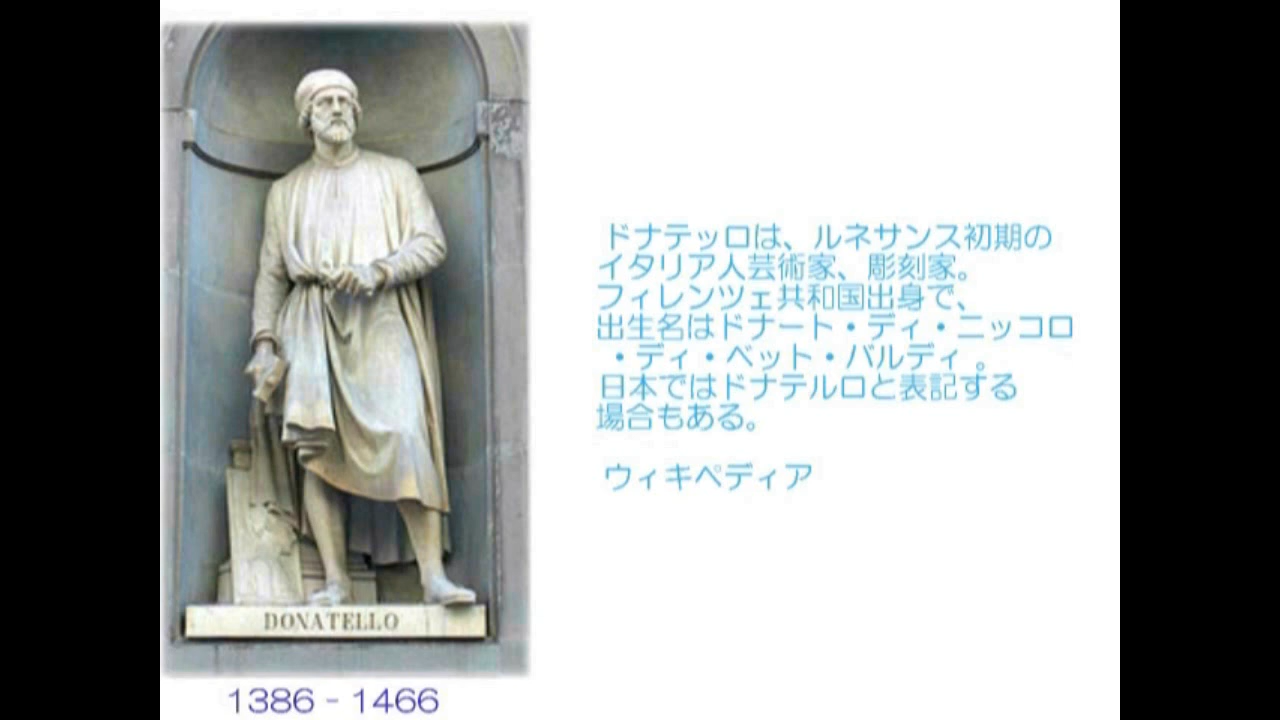 DONATELLO
1386 - 1466
ドナテッロは、ルネサンス初期の
イタリア人芸術家、彫刻家。
フィレンツェ共和国出身で、
出生名はドナート・ディ・ニッコロ
・ディ・ベット・バルディ 。
日本ではドナテルロと表記する
場合もある。
ウィキペディア